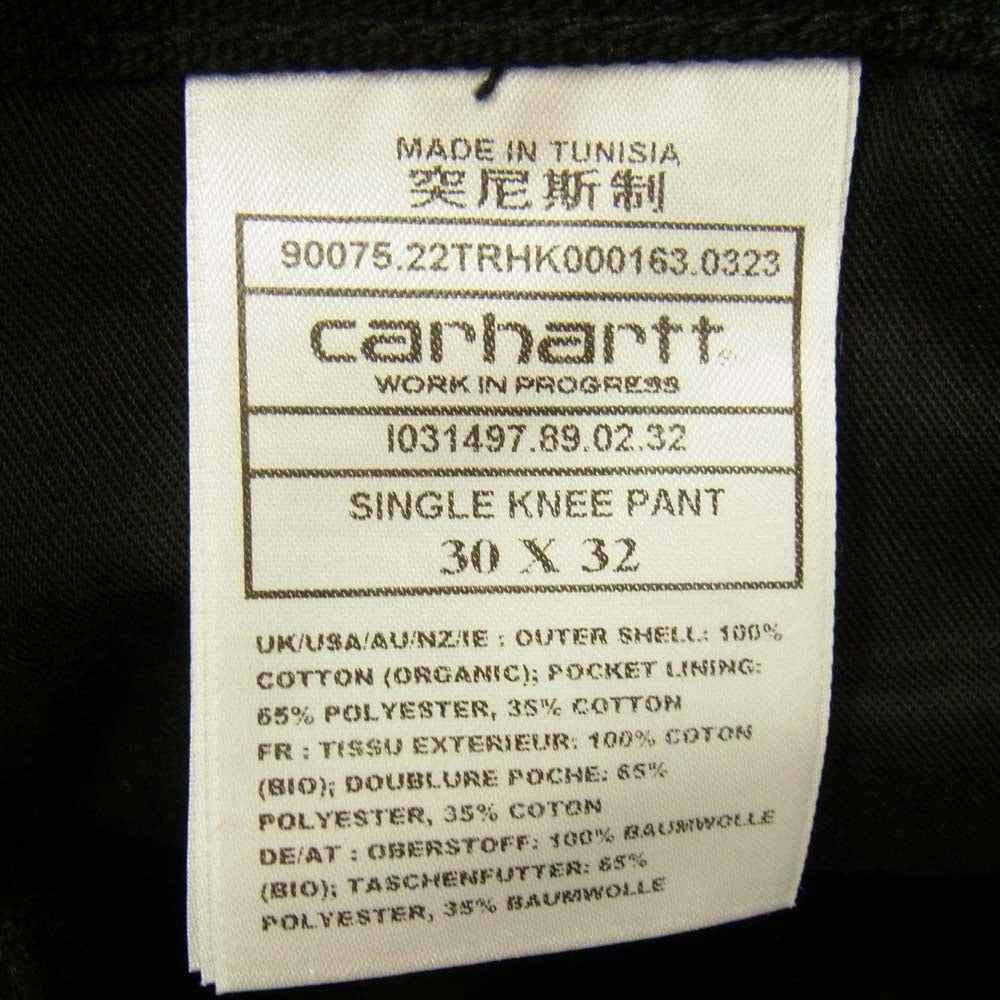 MADE IN TUNISIA
突尼斯制
90075.22TRHK000163.0323
carhartt®
WORK IN PROGRESS
I031497.89.02.32
SINGLE KNEE PANT
30 X 32
UK/USA/AU/NZ/IE : OUTER SHELL: 100%
COTTON (ORGANIC); POCKET LINING:
65% POLYESTER, 35% COTTON
FR : TISSU EXTERIEUR: 100% COTON
(BIO); DOUBLURE POCHE: 65%
POLYESTER, 35% COTON
DE/AT : OBERSTOFF: 100% BAUMWOLLE
(BIO); TASCHENFUTTER: 65%
POLYESTER, 35% BAUMWOLLE